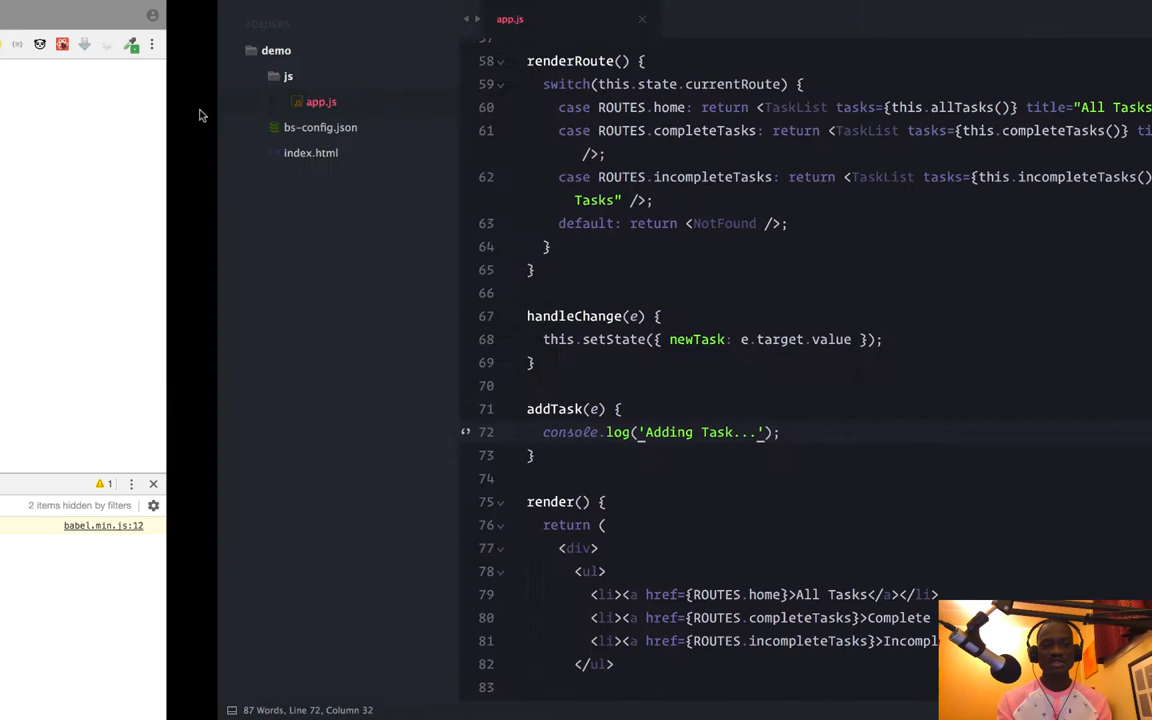 FOLDERS
demo
js
app.js
bs-config.json
index.html
app.js
57
58 renderRoute() {
59 switch(this.state.currentRoute) {
60 case ROUTES.home: return <TaskList tasks={this.allTasks()} title="All Tasks
61 case ROUTES.completeTasks: return <TaskList tasks={this.completeTasks()} ti
/>;
62 case ROUTES.incompleteTasks: return <TaskList tasks={this.incompleteTasks()
Tasks" />;
63 default: return <NotFound />;
64 }
65 }
66
67 handleChange(e) {
68 this.setState({ newTask: e.target.value });
69 }
70
71 addTask(e) {
72 console.log('Adding Task...');
73 }
74
75 render() {
76 return (
77 <div>
78 <ul>
79 <li><a href={ROUTES.home}>All Tasks</a></li>
80 <li><a href={ROUTES.completeTasks}>Complete
81 <li><a href={ROUTES.incompleteTasks}>Incompl
82 </ul>
83
1
2 items hidden by filters
babel.min.js:12
87 Words, Line 72, Column 32